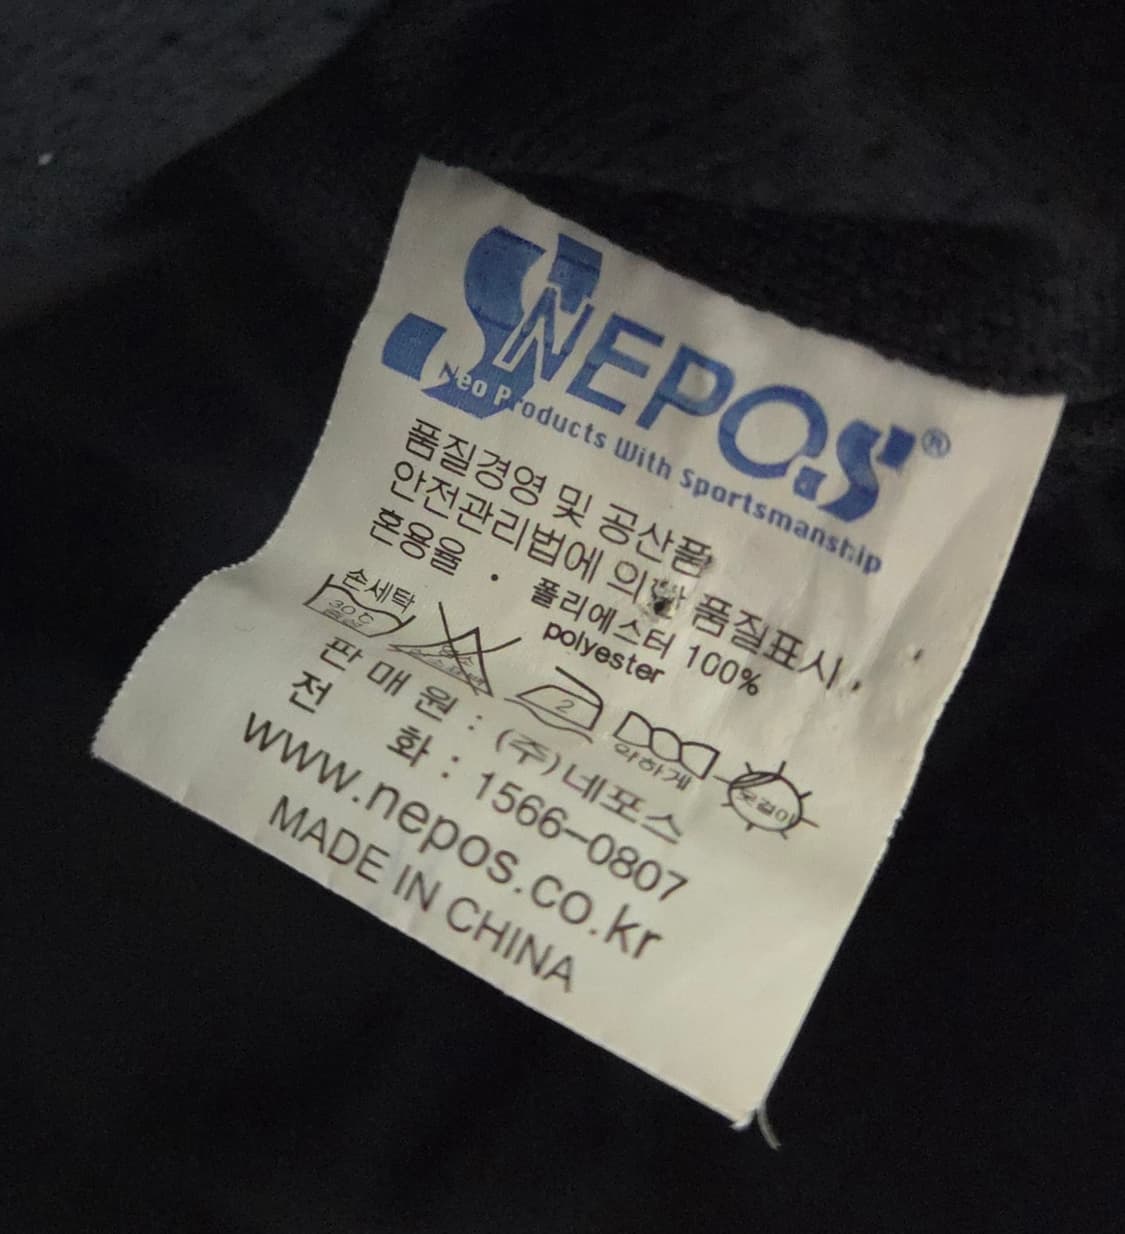 NEPOS®
Neo Products With Sportsmanship
품질경영 및 공산품
안전관리법에 의한 품질표시.
혼용율 · 폴리에스터 100%
polyester
손세탁
30℃
2
약하게
옷걸이
판 매 원 : (주)네포스
전 화 : 1566-0807
www.nepos.co.kr
MADE IN CHINA